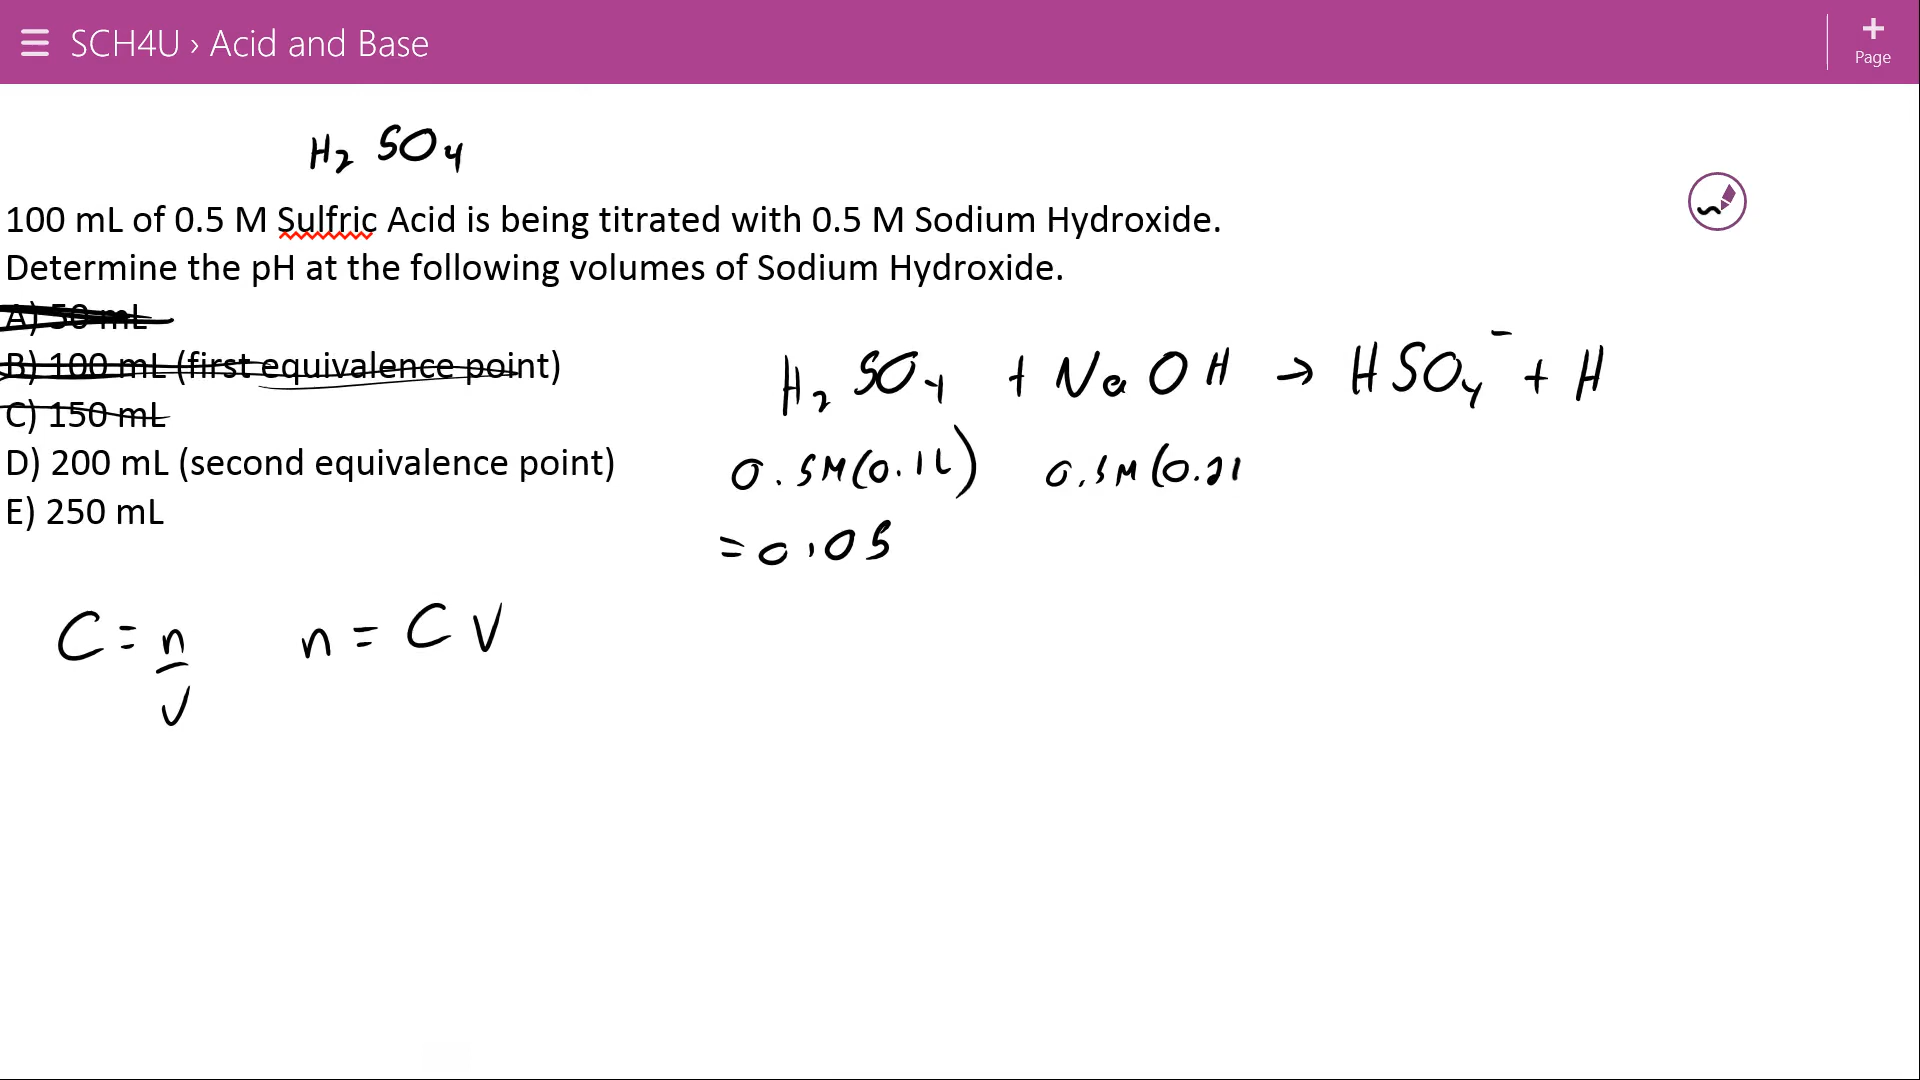 SCH4U › Acid and Base
+
Page
H₂ SO₄
100 mL of 0.5 M Sulfric Acid is being titrated with 0.5 M Sodium Hydroxide.
Determine the pH at the following volumes of Sodium Hydroxide.
A) 50 mL
B) 100 mL (first equivalence point)
C) 150 mL
D) 200 mL (second equivalence point)
E) 250 mL
H₂ SO₄ + NaOH → HSO₄⁻ + H
0.5M(0.1L) 0.5M(0.2
= 0.05
C = n/V n = CV